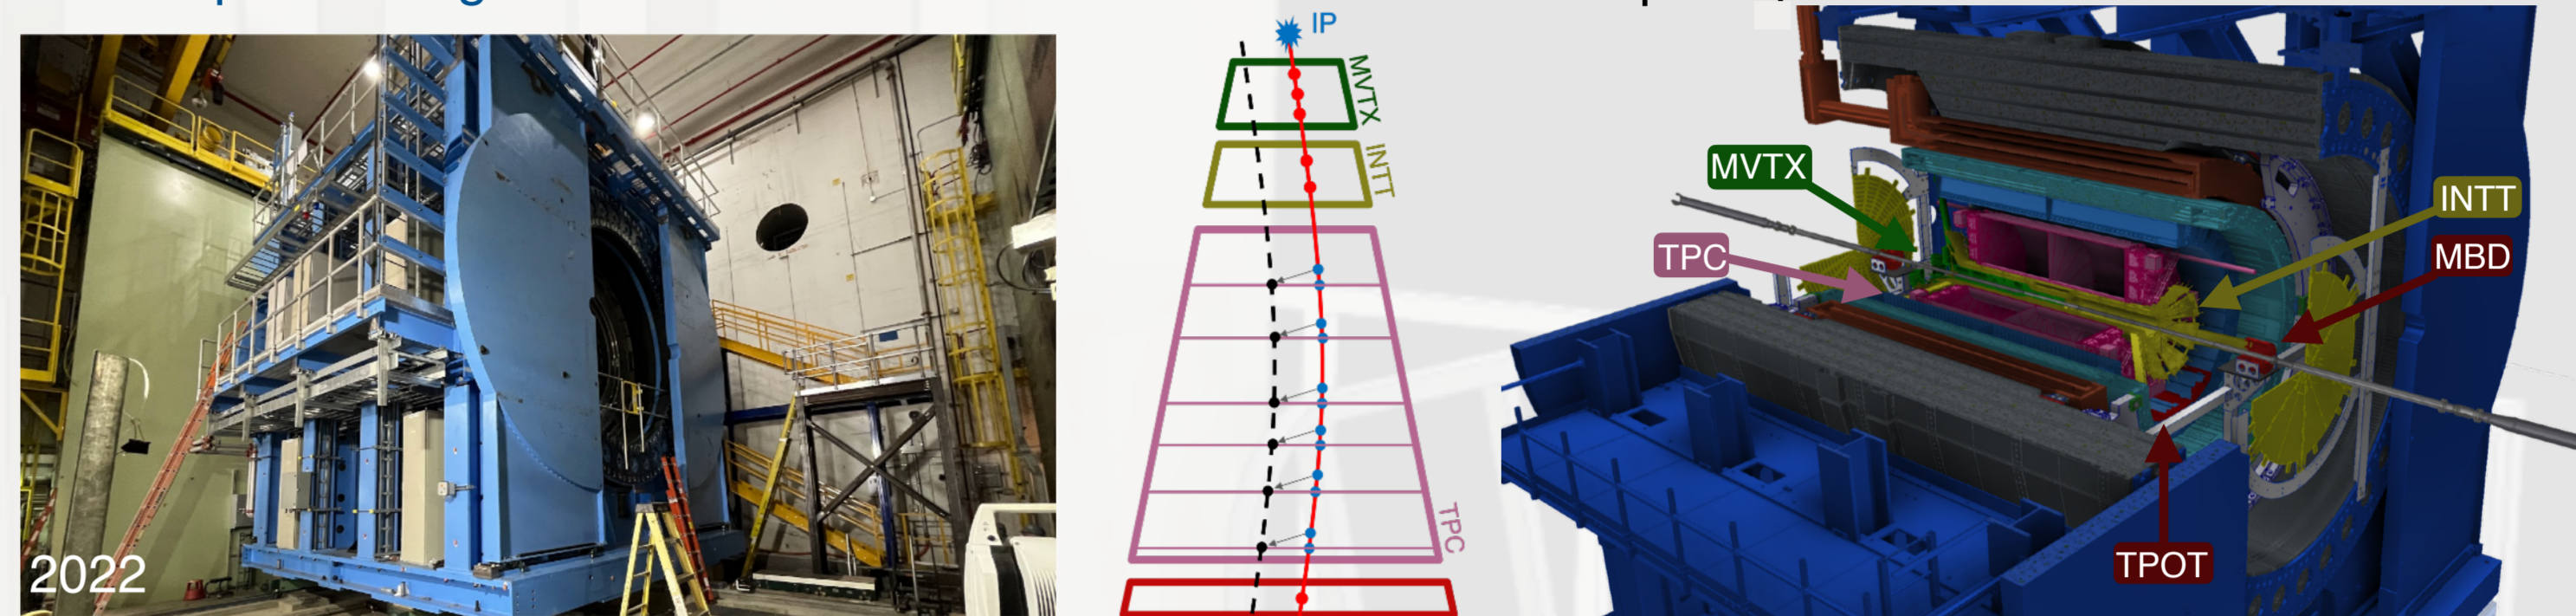 2022
IP
MVTX
INTT
TPC
MVTX
TPC
INTT
MBD
TPOT